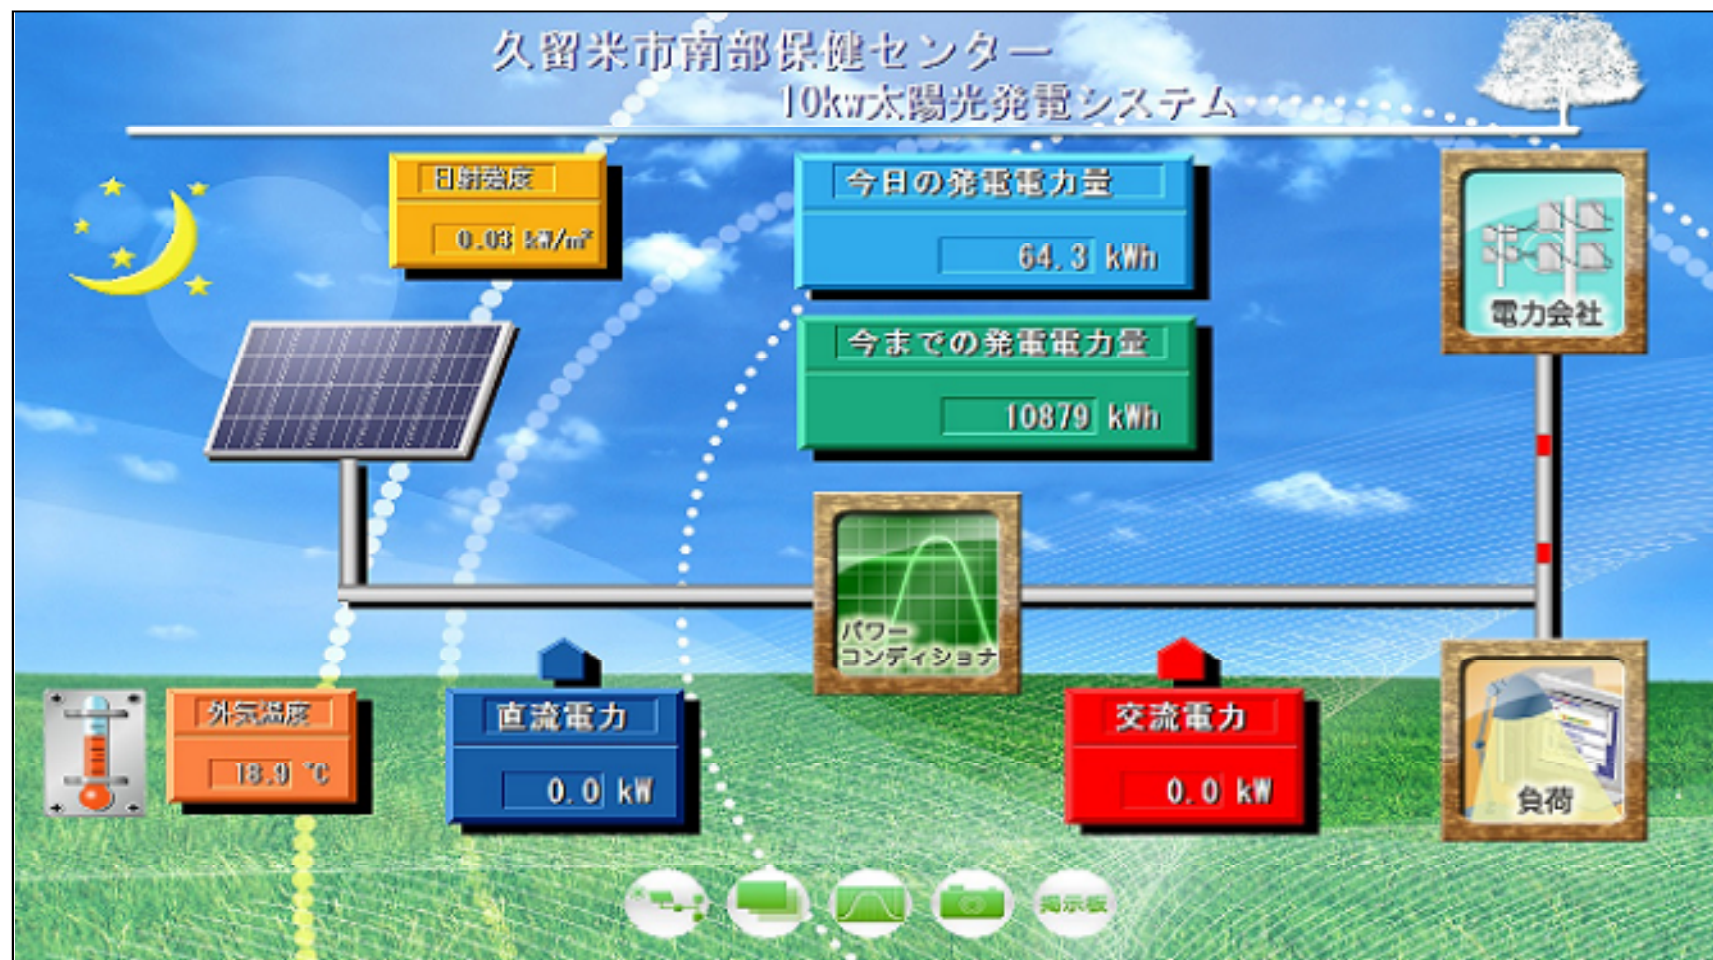 久留米市南部保健センター
10kw太陽光発電システム
日射強度
0.03 kW/m²
今日の発電電力量
64.3 kWh
今までの発電電力量
10879 kWh
電力会社
パワー
コンディショナ
外気温度
18.9 ℃
直流電力
0.0 kW
交流電力
0.0 kW
負荷
掲示板